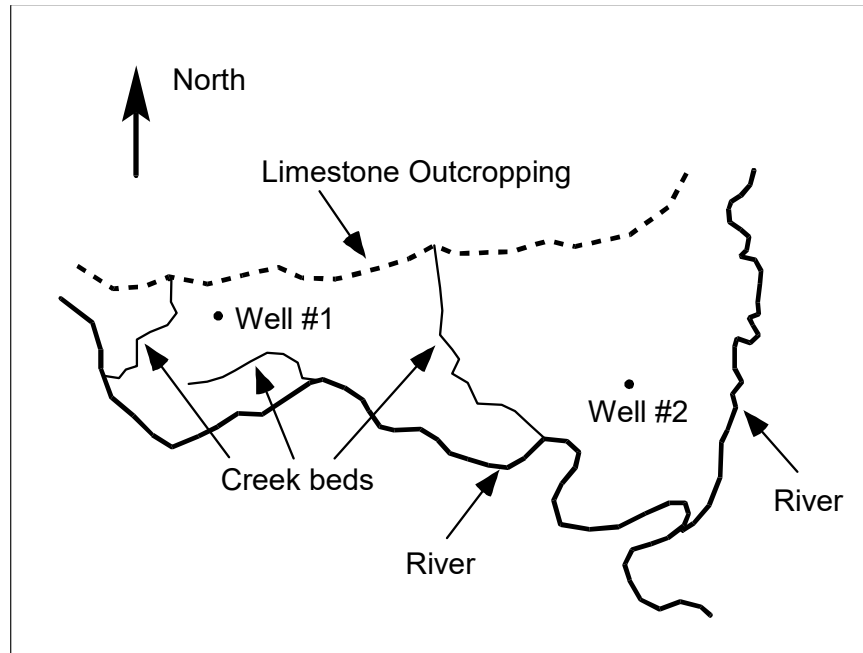 North
Limestone Outcropping
Well #1
Well #2
Creek beds
River
River